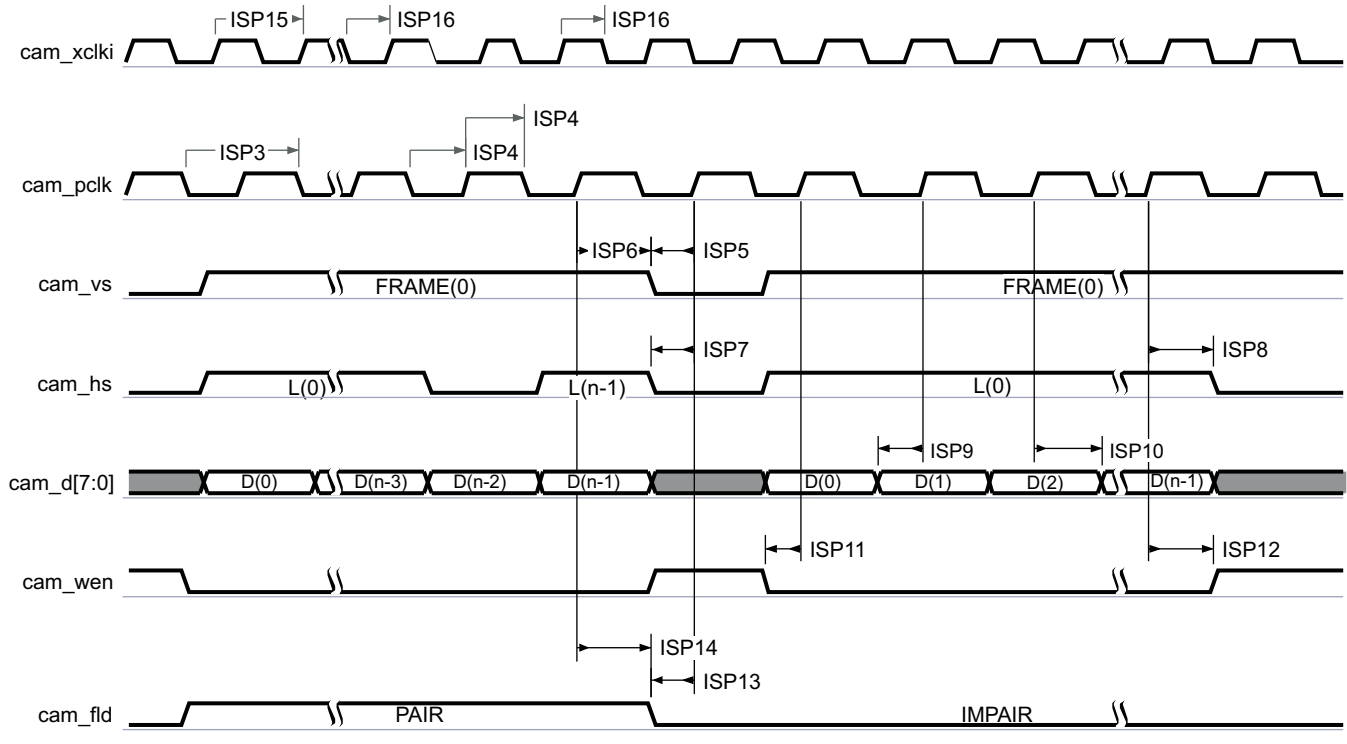 ISP15 ISP16 ISP16
cam_xclki
ISP4
ISP3 ISP4
cam_pclk
ISP6 ISP5
cam_vs FRAME(0) FRAME(0)
ISP7 ISP8
cam_hs L(0) L(n-1) L(0)
ISP9 ISP10
cam_d[7:0] D(0) D(n-3) D(n-2) D(n-1) D(0) D(1) D(2) D(n-1)
ISP11 ISP12
cam_wen
ISP14
ISP13
cam_fld PAIR IMPAIR